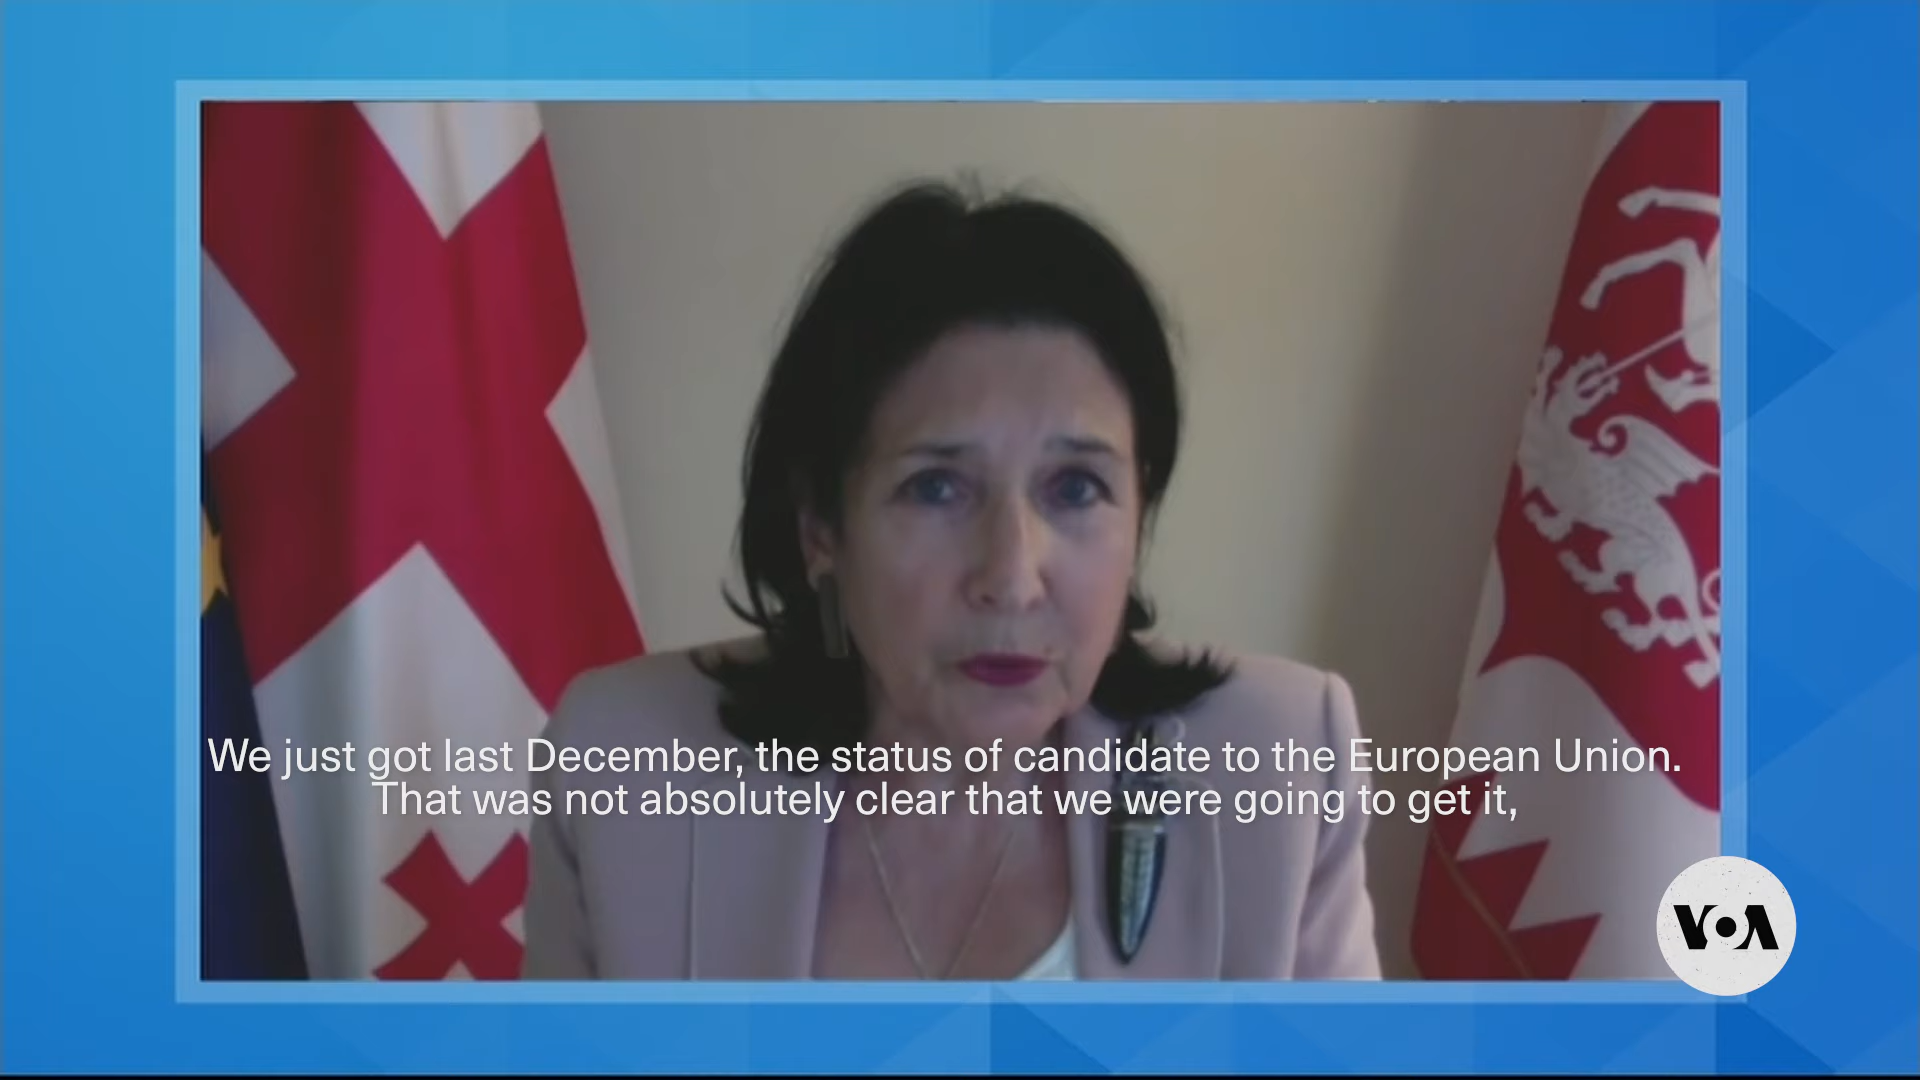 We just got last December, the status of candidate to the European Union.
That was not absolutely clear that we were going to get it,
VOA